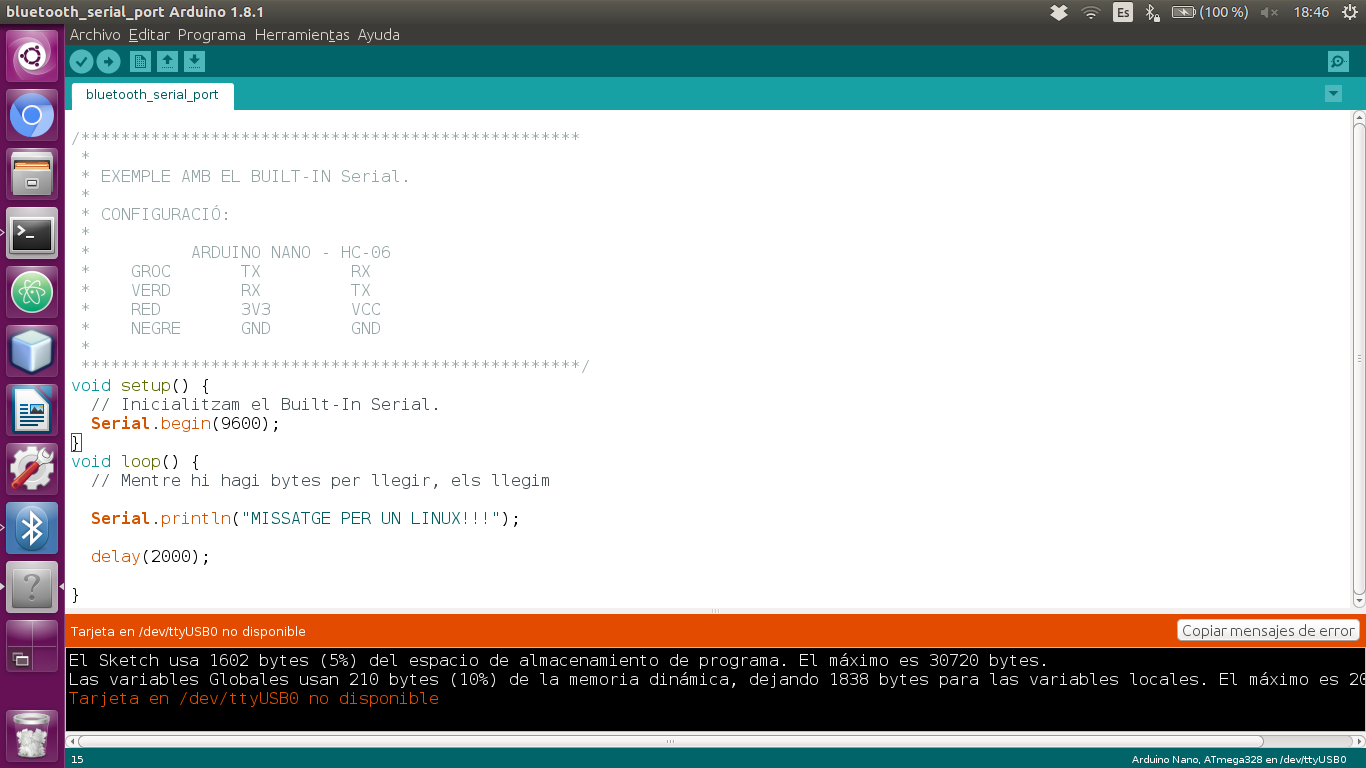 bluetooth_serial_port Arduino 1.8.1
Es
(100 %)
18:46
Archivo Editar Programa Herramientas Ayuda
bluetooth_serial_port
/**************************************************
*
* EXEMPLE AMB EL BUILT-IN Serial.
*
* CONFIGURACIÓ:
*
* ARDUINO NANO - HC-06
* GROC TX RX
* VERD RX TX
* RED 3V3 VCC
* NEGRE GND GND
*
**************************************************/
void setup() {
// Inicialitzam el Built-In Serial.
Serial.begin(9600);
}
void loop() {
// Mentre hi hagi bytes per llegir, els llegim
Serial.println("MISSATGE PER UN LINUX!!!");
delay(2000);
}
Tarjeta en /dev/ttyUSB0 no disponible
Copiar mensajes de error
El Sketch usa 1602 bytes (5%) del espacio de almacenamiento de programa. El máximo es 30720 bytes.
Las variables Globales usan 210 bytes (10%) de la memoria dinámica, dejando 1838 bytes para las variables locales. El máximo es 20
Tarjeta en /dev/ttyUSB0 no disponible
15
Arduino Nano, ATmega328 en /dev/ttyUSB0